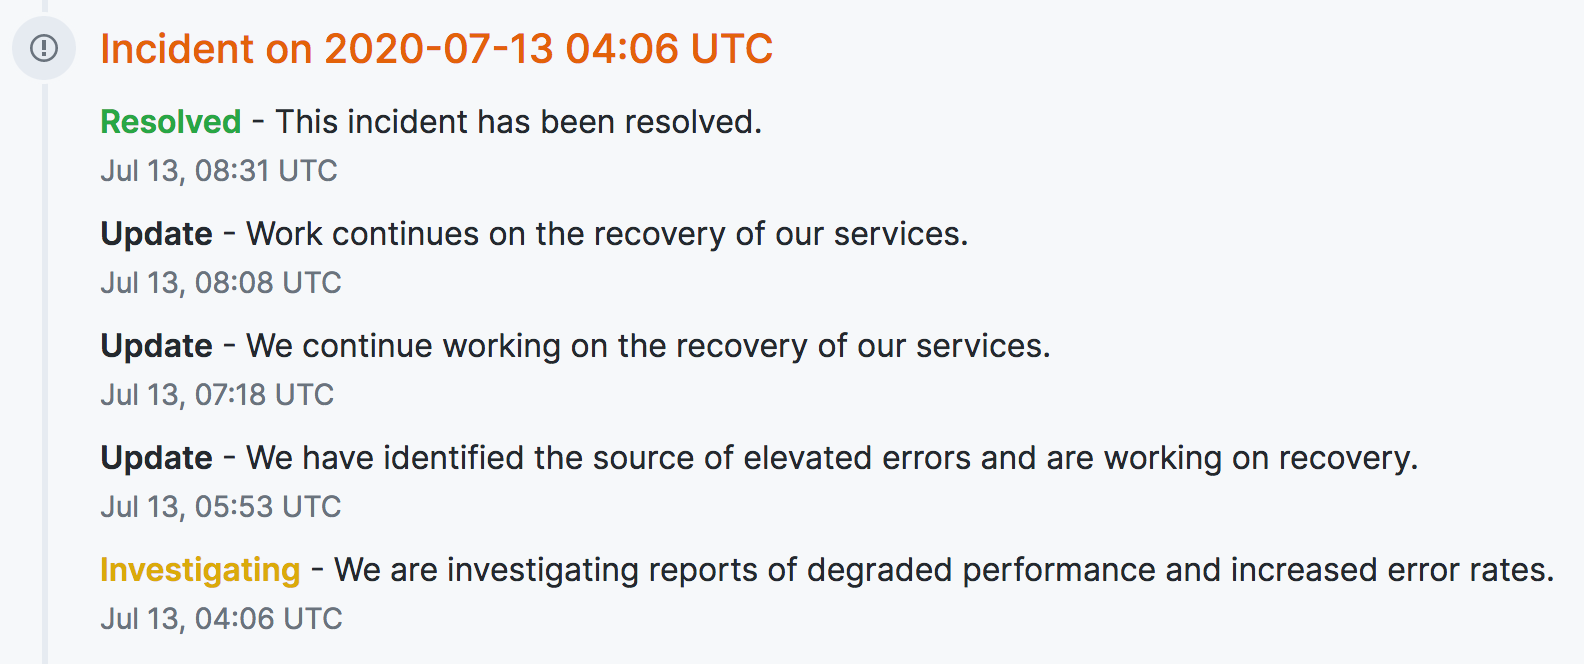 Incident on 2020-07-13 04:06 UTC
Resolved - This incident has been resolved.
Jul 13, 08:31 UTC
Update - Work continues on the recovery of our services.
Jul 13, 08:08 UTC
Update - We continue working on the recovery of our services.
Jul 13, 07:18 UTC
Update - We have identified the source of elevated errors and are working on recovery.
Jul 13, 05:53 UTC
Investigating - We are investigating reports of degraded performance and increased error rates.
Jul 13, 04:06 UTC